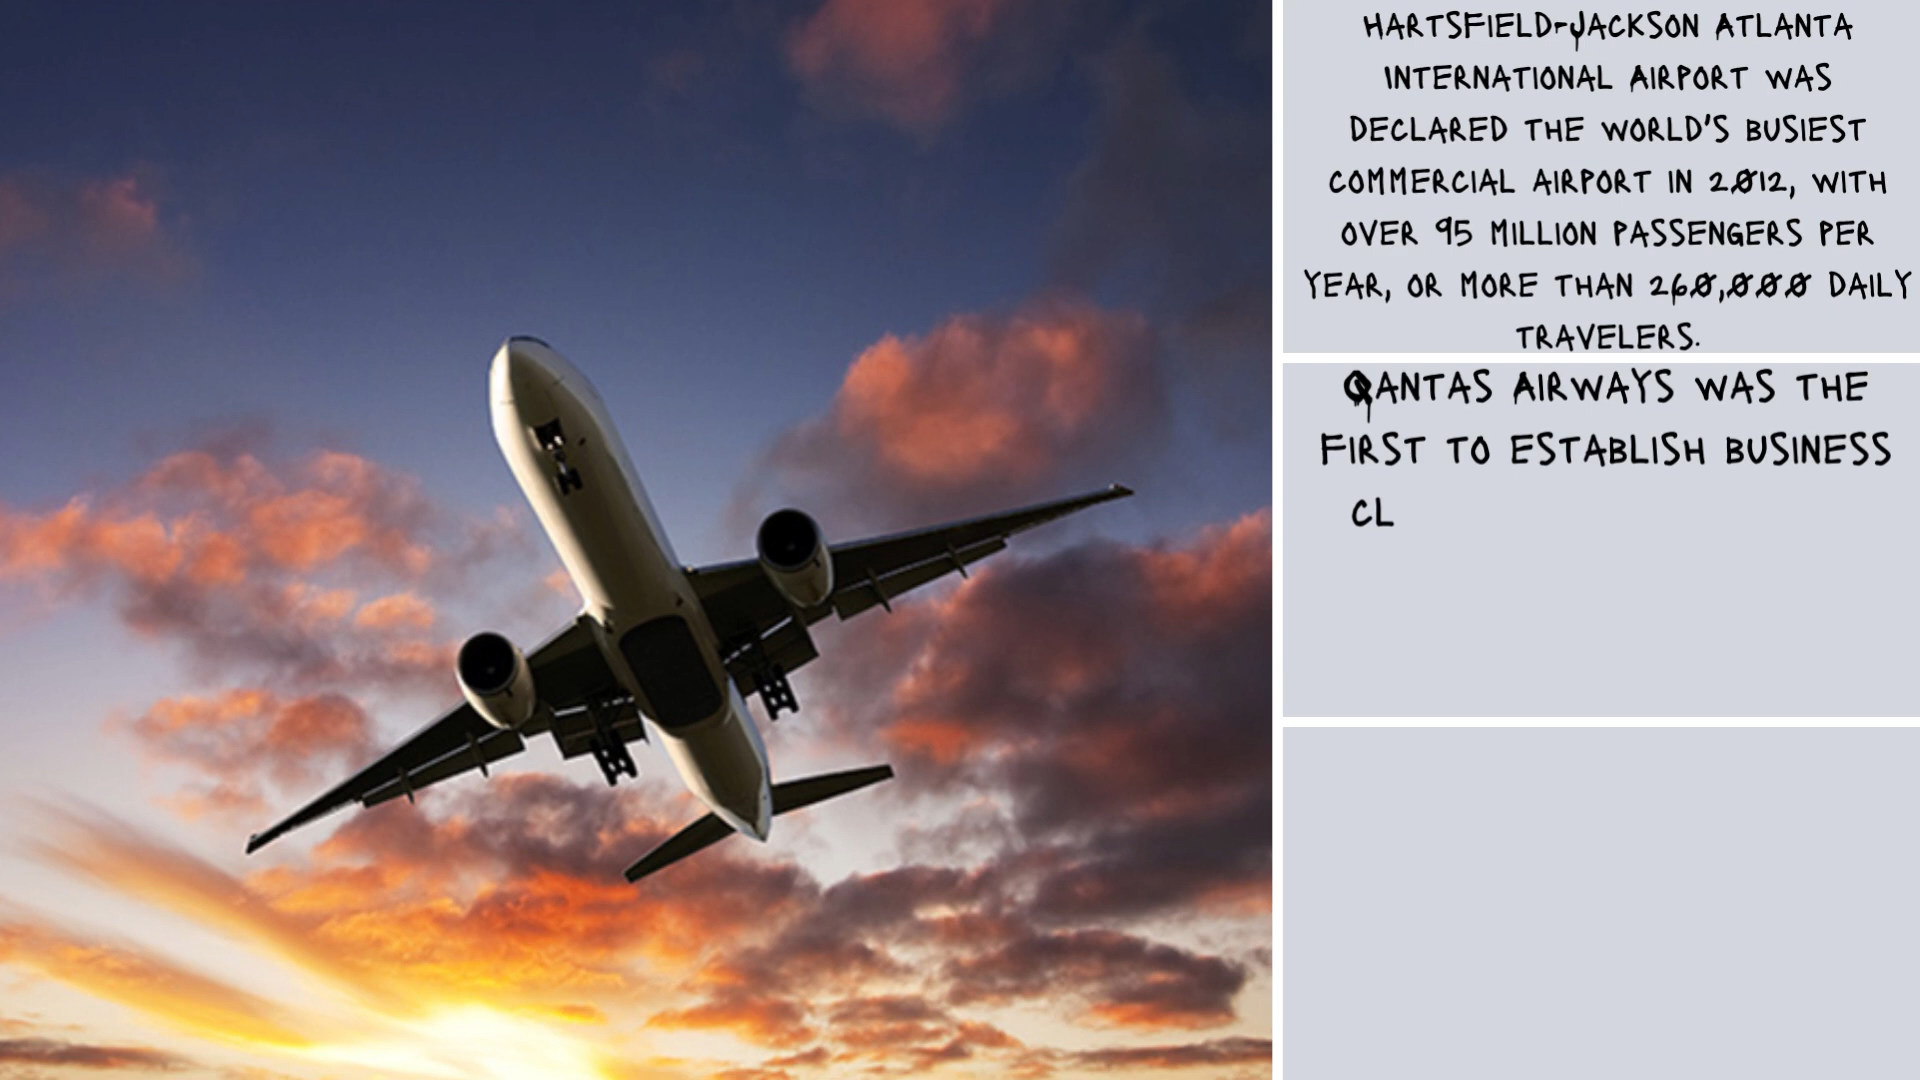 HARTSFIELD-JACKSON ATLANTA
INTERNATIONAL AIRPORT WAS
DECLARED THE WORLD'S BUSIEST
COMMERCIAL AIRPORT IN 2012, WITH
OVER 95 MILLION PASSENGERS PER
YEAR, OR MORE THAN 260,000 DAILY
TRAVELERS.
QANTAS AIRWAYS WAS THE
FIRST TO ESTABLISH BUSINESS
CL